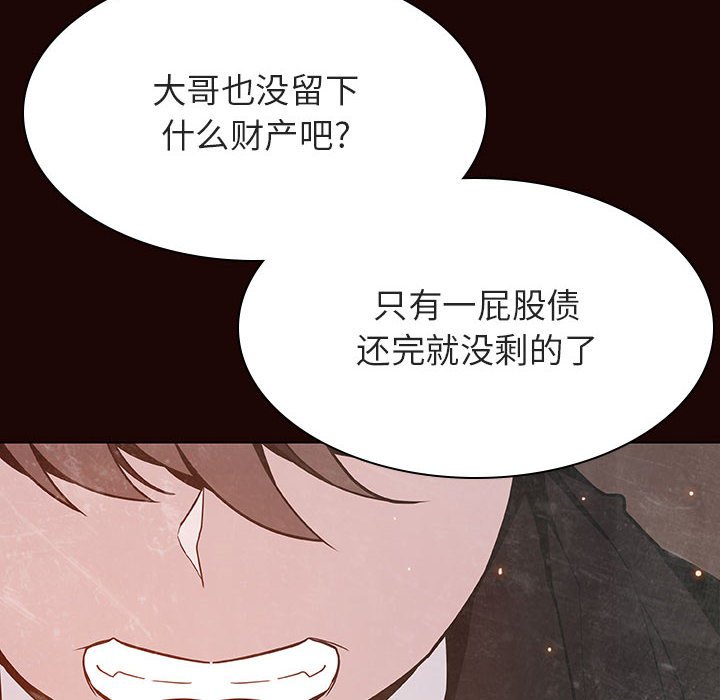 大哥也没留下
什么财产吧?
只有一屁股债
还完就没剩的了